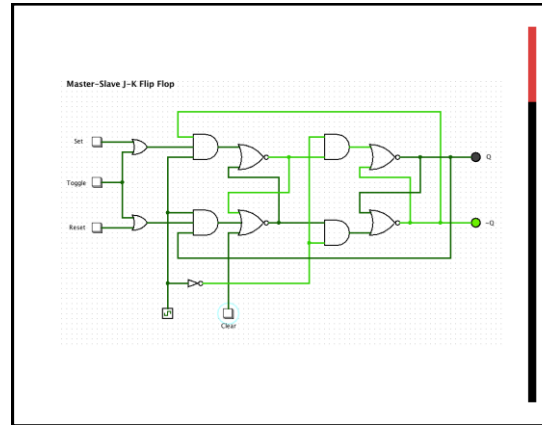 Master-Slave J-K Flip Flop
Set
Q
Toggle
Reset
~Q
Clear